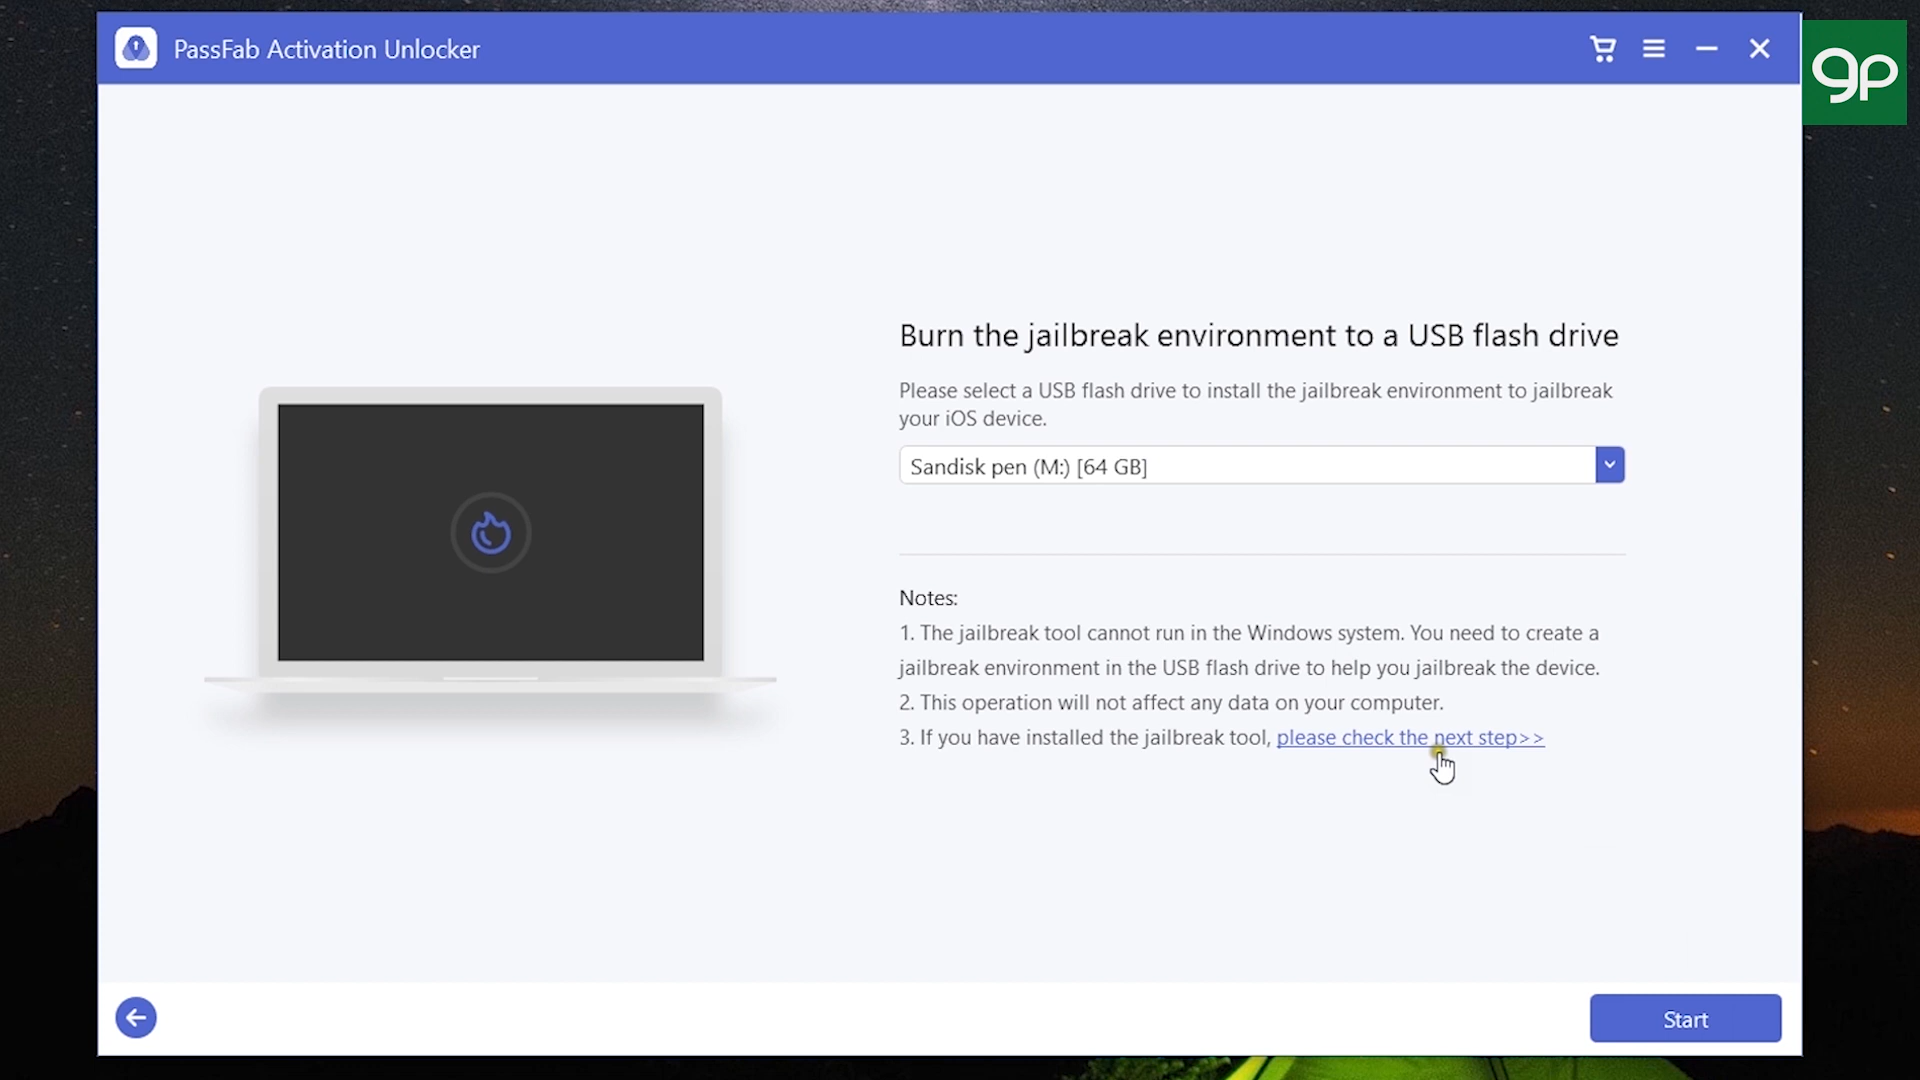 PassFab Activation Unlocker
gp
Burn the jailbreak environment to a USB flash drive
Please select a USB flash drive to install the jailbreak environment to jailbreak
your iOS device.
Sandisk pen (M:) [64 GB]
Notes:
1. The jailbreak tool cannot run in the Windows system. You need to create a
jailbreak environment in the USB flash drive to help you jailbreak the device.
2. This operation will not affect any data on your computer.
3. If you have installed the jailbreak tool, please check the next step>>
Start